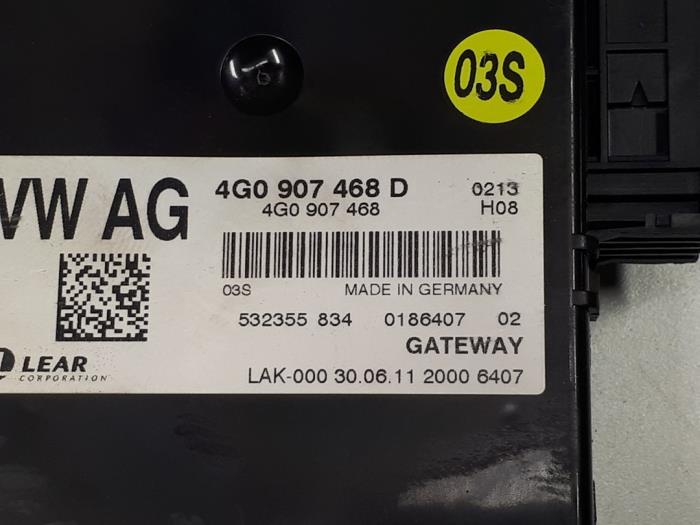 03S
VW AG
4G0 907 468 D
0213
4G0 907 468
H08
03S
MADE IN GERMANY
532355 834 0186407 02
GATEWAY
LEAR
CORPORATION
LAK-000 30.06.11 2000 6407